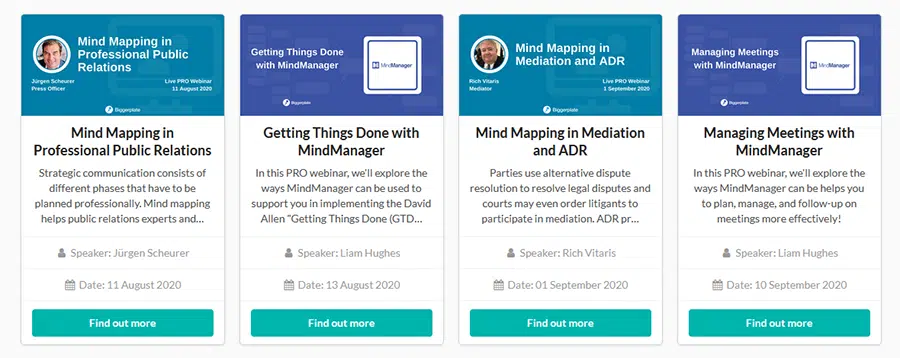 Mind Mapping in
Professional Public
Relations
Jürgen Scheurer
Press Officer
Live PRO Webinar
11 August 2020
Biggerplate
Mind Mapping in
Professional Public Relations
Strategic communication consists of
different phases that have to be
planned professionally. Mind mapping
helps public relations experts and...
Speaker: Jürgen Scheurer
Date: 11 August 2020
Find out more
Getting Things Done
with MindManager
MindManager
Biggerplate
Getting Things Done with
MindManager
In this PRO webinar, we'll explore the
ways MindManager can be used to
support you in implementing the David
Allen "Getting Things Done (GTD...
Speaker: Liam Hughes
Date: 13 August 2020
Find out more
Mind Mapping in
Mediation and ADR
Rich Vitaris
Mediator
Live PRO Webinar
1 September 2020
Biggerplate
Mind Mapping in Mediation
and ADR
Parties use alternative dispute
resolution to resolve legal disputes and
courts may even order litigants to
participate in mediation. ADR pr...
Speaker: Rich Vitaris
Date: 01 September 2020
Find out more
Managing Meetings
with MindManager
MindManager
Biggerplate
Managing Meetings with
MindManager
In this PRO webinar, we'll explore the
ways MindManager can be helps you
to plan, manage, and follow-up on
meetings more effectively!
Speaker: Liam Hughes
Date: 10 September 2020
Find out more